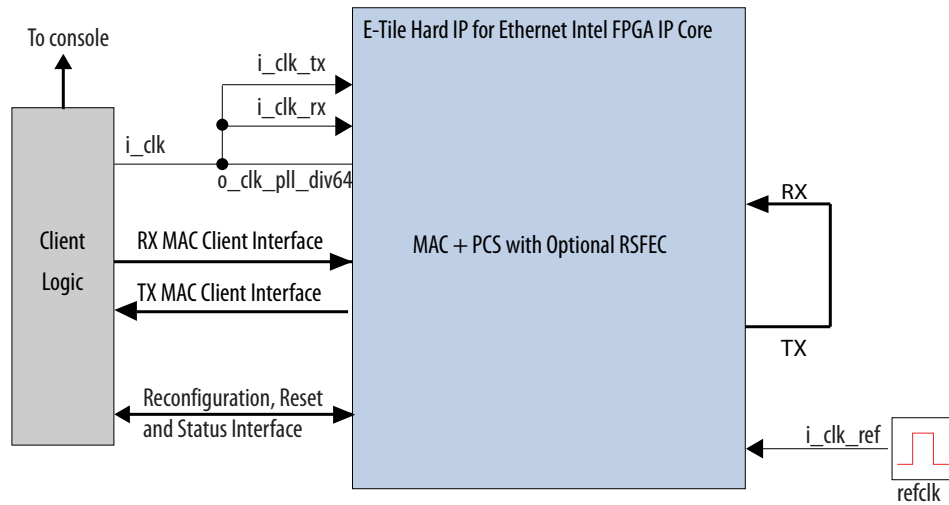 To console
E-Tile Hard IP for Ethernet Intel FPGA IP Core
i_clk_tx
i_clk_rx
i_clk
o_clk_pll_div64
RX
Client
Logic
RX MAC Client Interface
MAC + PCS with Optional RSFEC
TX MAC Client Interface
TX
Reconfiguration, Reset
and Status Interface
i_clk_ref
refclk